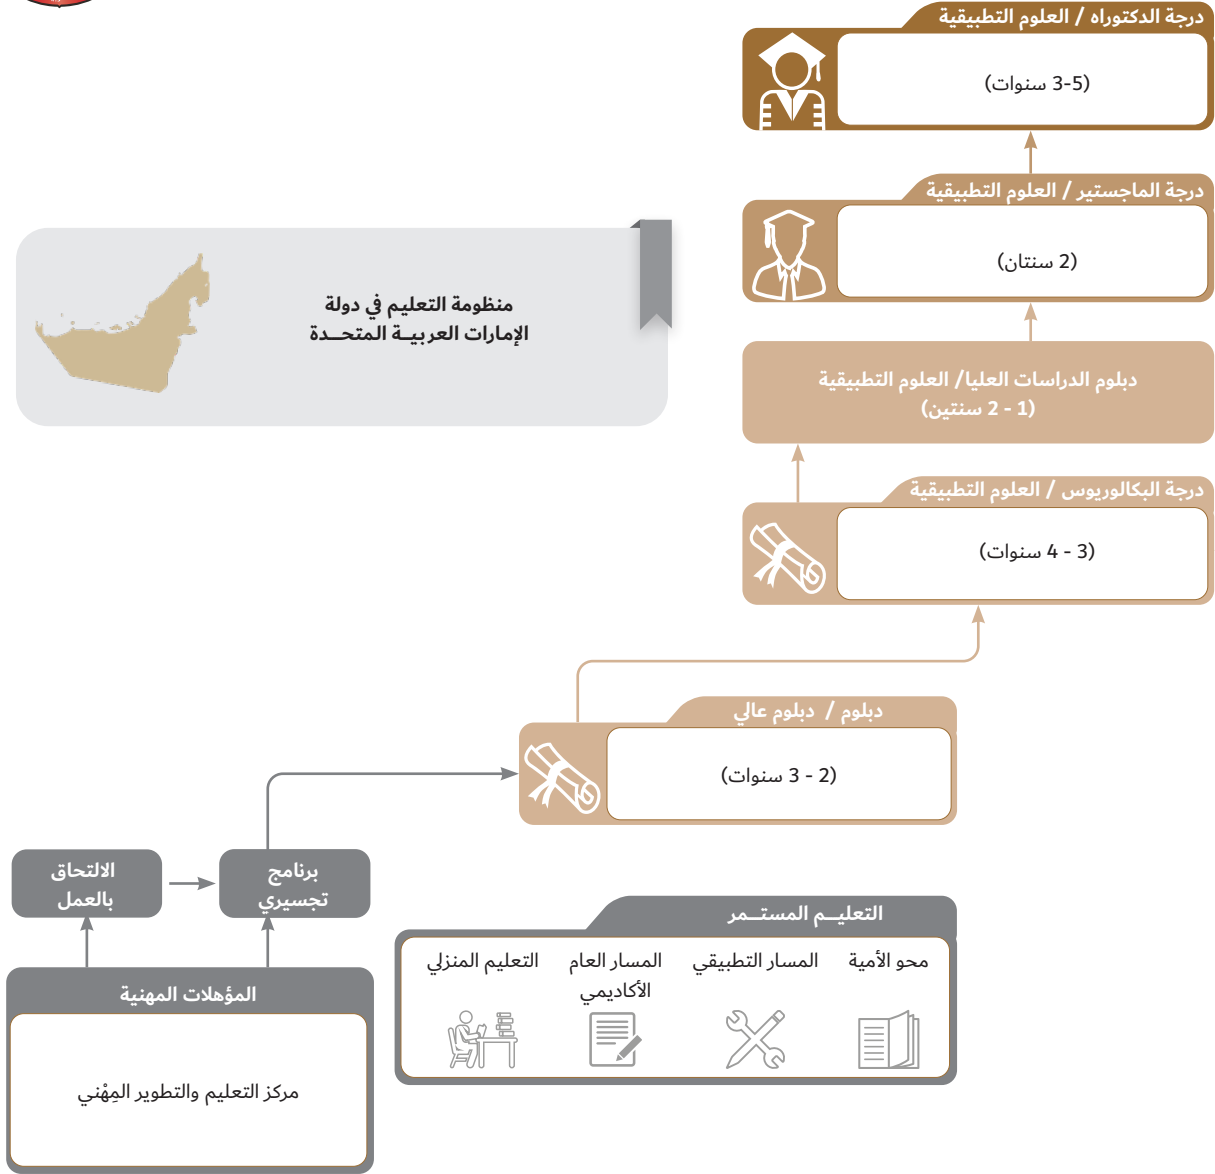 درجة الدكتوراه / العلوم التطبيقية
(3-5 سنوات)
درجة الماجستير / العلوم التطبيقية
(2 سنتان)
منظومة التعليم في دولة
الإمارات العربيــة المتحــدة
دبلوم الدراسات العليا/ العلوم التطبيقية
(1 - 2 سنتين)
درجة البكالوريوس / العلوم التطبيقية
(3 - 4 سنوات)
دبلوم / دبلوم عالي
(2 - 3 سنوات)
برنامج
تجسيري
الالتحاق
بالعمل
التعليــم المستــمر
محو الأمية
المسار التطبيقي
المسار العام
الأكاديمي
التعليم المنزلي
المؤهلات المهنية
مركز التعليم والتطوير المِهْني